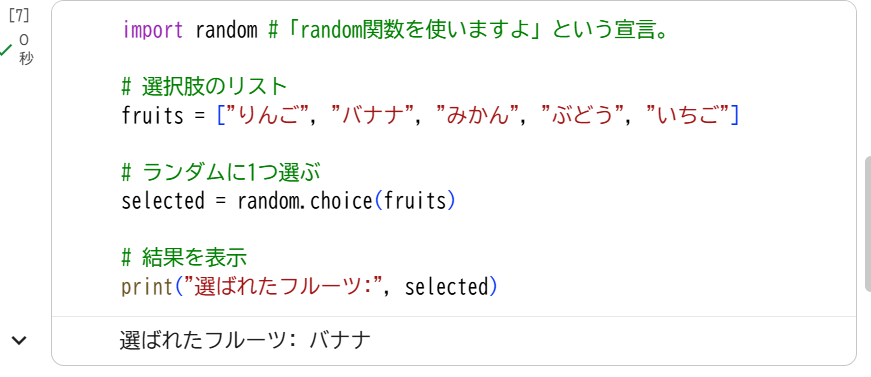 [7]
0
秒
import random #「random関数を使いますよ」という宣言。
# 選択肢のリスト
fruits = ["りんご", "バナナ", "みかん", "ぶどう", "いちご"]
# ランダムに1つ選ぶ
selected = random.choice(fruits)
# 結果を表示
print("選ばれたフルーツ:", selected)
選ばれたフルーツ: バナナ